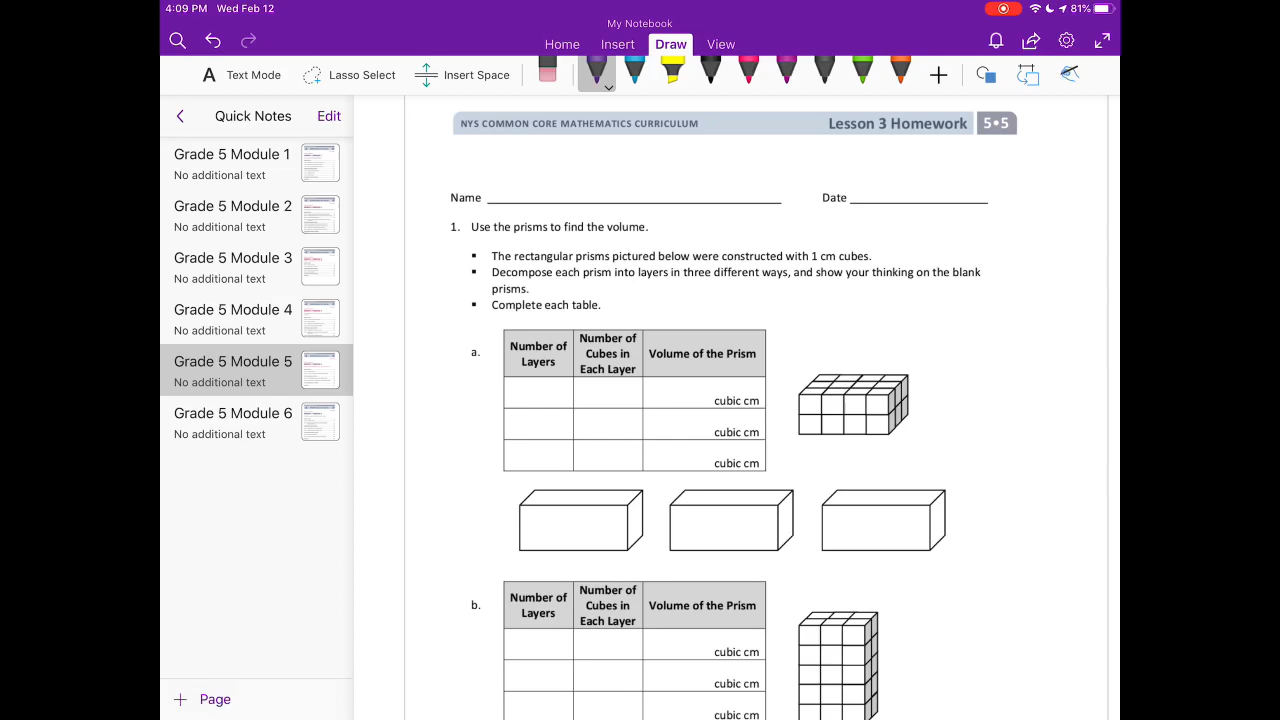 4:09 PM Wed Feb 12
81%
My Notebook
Home Insert Draw View
A Text Mode Lasso Select Insert Space
Quick Notes Edit
Grade 5 Module 1
No additional text
Grade 5 Module 2
No additional text
Grade 5 Module 3
No additional text
Grade 5 Module 4
No additional text
Grade 5 Module 5
No additional text
Grade 5 Module 6
No additional text
+ Page
NYS COMMON CORE MATHEMATICS CURRICULUM Lesson 3 Homework 5•5
Name ____ Date ____
1. Use the prisms to find the volume.
▪ The rectangular prisms pictured below were constructed with 1 cm cubes.
▪ Decompose each prism into layers in three different ways, and show your thinking on the blank
prisms.
▪ Complete each table.
a.
Number of
Layers
Number of
Cubes in
Each Layer
Volume of the Prism
cubic cm
cubic cm
cubic cm
b.
Number of
Layers
Number of
Cubes in
Each Layer
Volume of the Prism
cubic cm
cubic cm
cubic cm